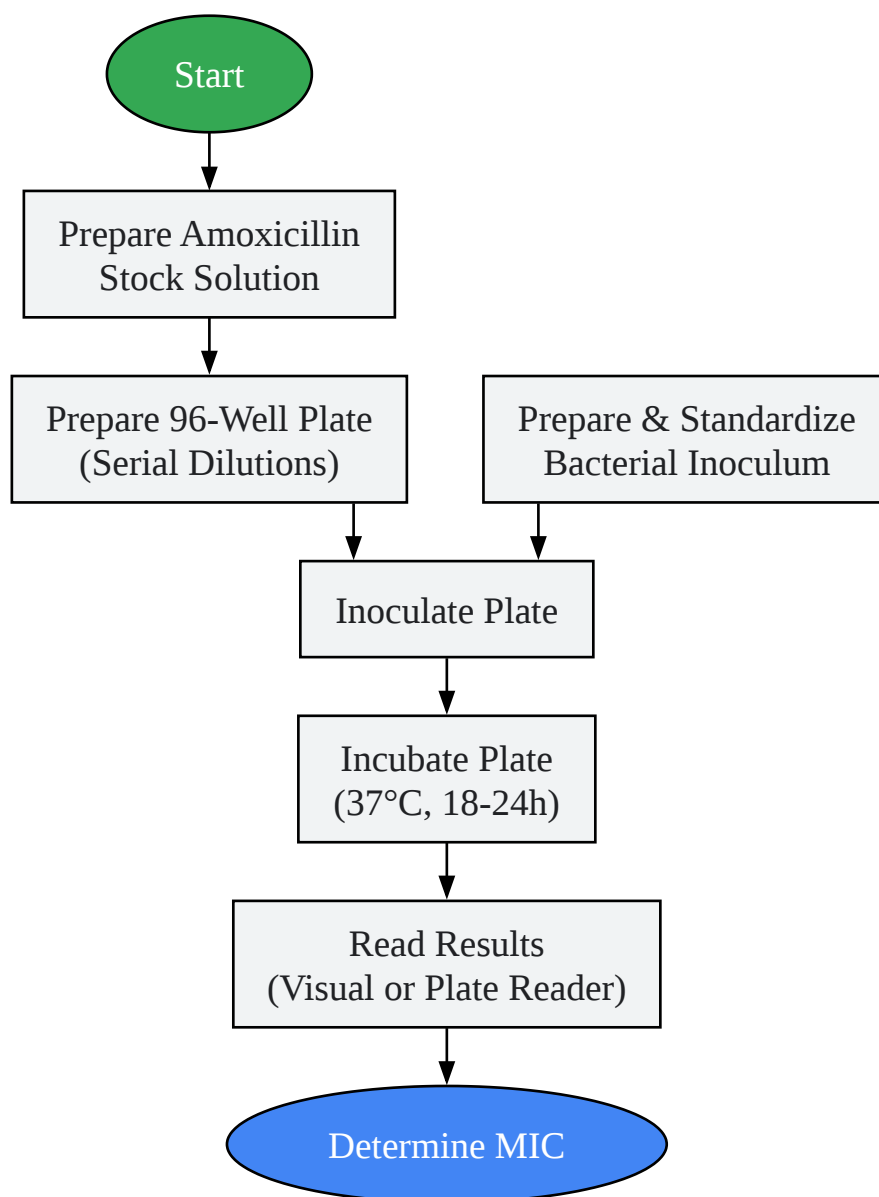 Start
Prepare Amoxicillin
Stock Solution
Prepare 96-Well Plate
(Serial Dilutions)
Prepare & Standardize
Bacterial Inoculum
Inoculate Plate
Incubate Plate
(37°C, 18-24h)
Read Results
(Visual or Plate Reader)
Determine MIC